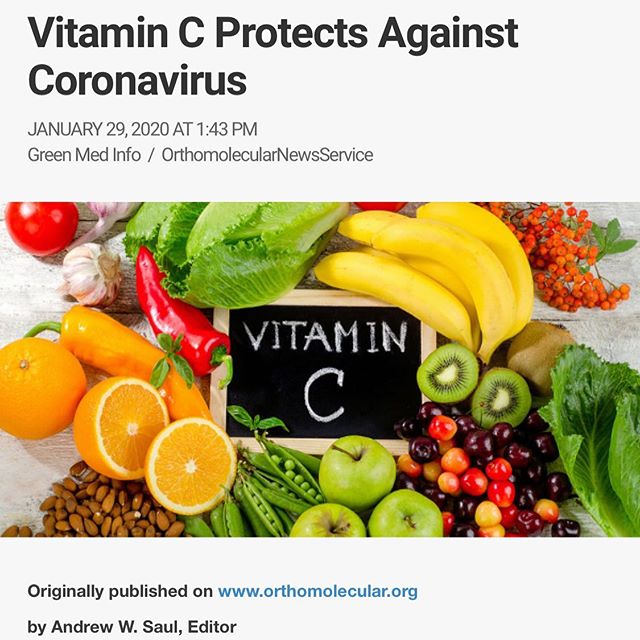 Vitamin C Protects Against
Coronavirus
JANUARY 29, 2020 AT 1:43 PM
Green Med Info / OrthomolecularNewsService
VITAMIN
C
Originally published on www.orthomolecular.org
by Andrew W. Saul, Editor